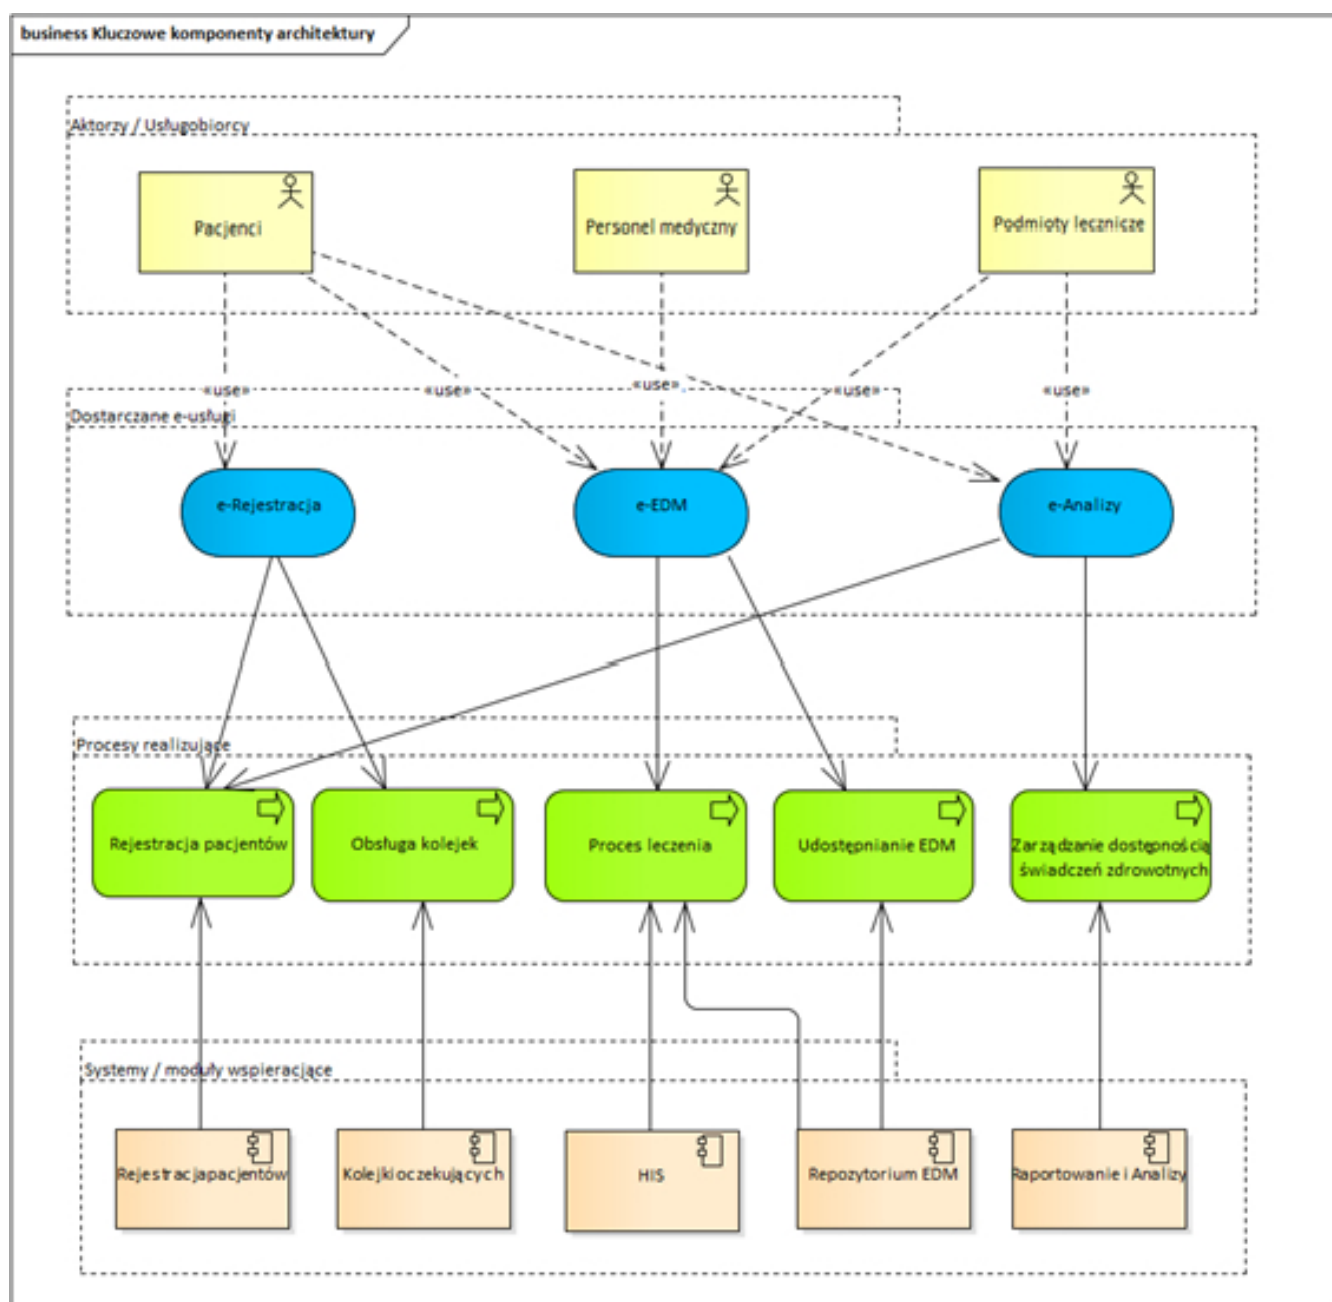 business Kluczowe komponenty architektury
Aktorzy / Usługobiorcy
Pacjenci
Personel medyczny
Podmioty lecznicze
«use»
«use»
«use»
«use»
«use»
Dostarczane e-usługi
e-Rejestracja
e-EDM
e-Analizy
Procesy realizujące
Rejestracja pacjentów
Obsługa kolejek
Proces leczenia
Udostępnianie EDM
Zarządzanie dostępnością
świadczeń zdrowotnych
Systemy / moduły wspierające
Rejestracjapacjentów
Kolejki oczekujących
HIS
Repozytorium EDM
Raportowanie i Analizy